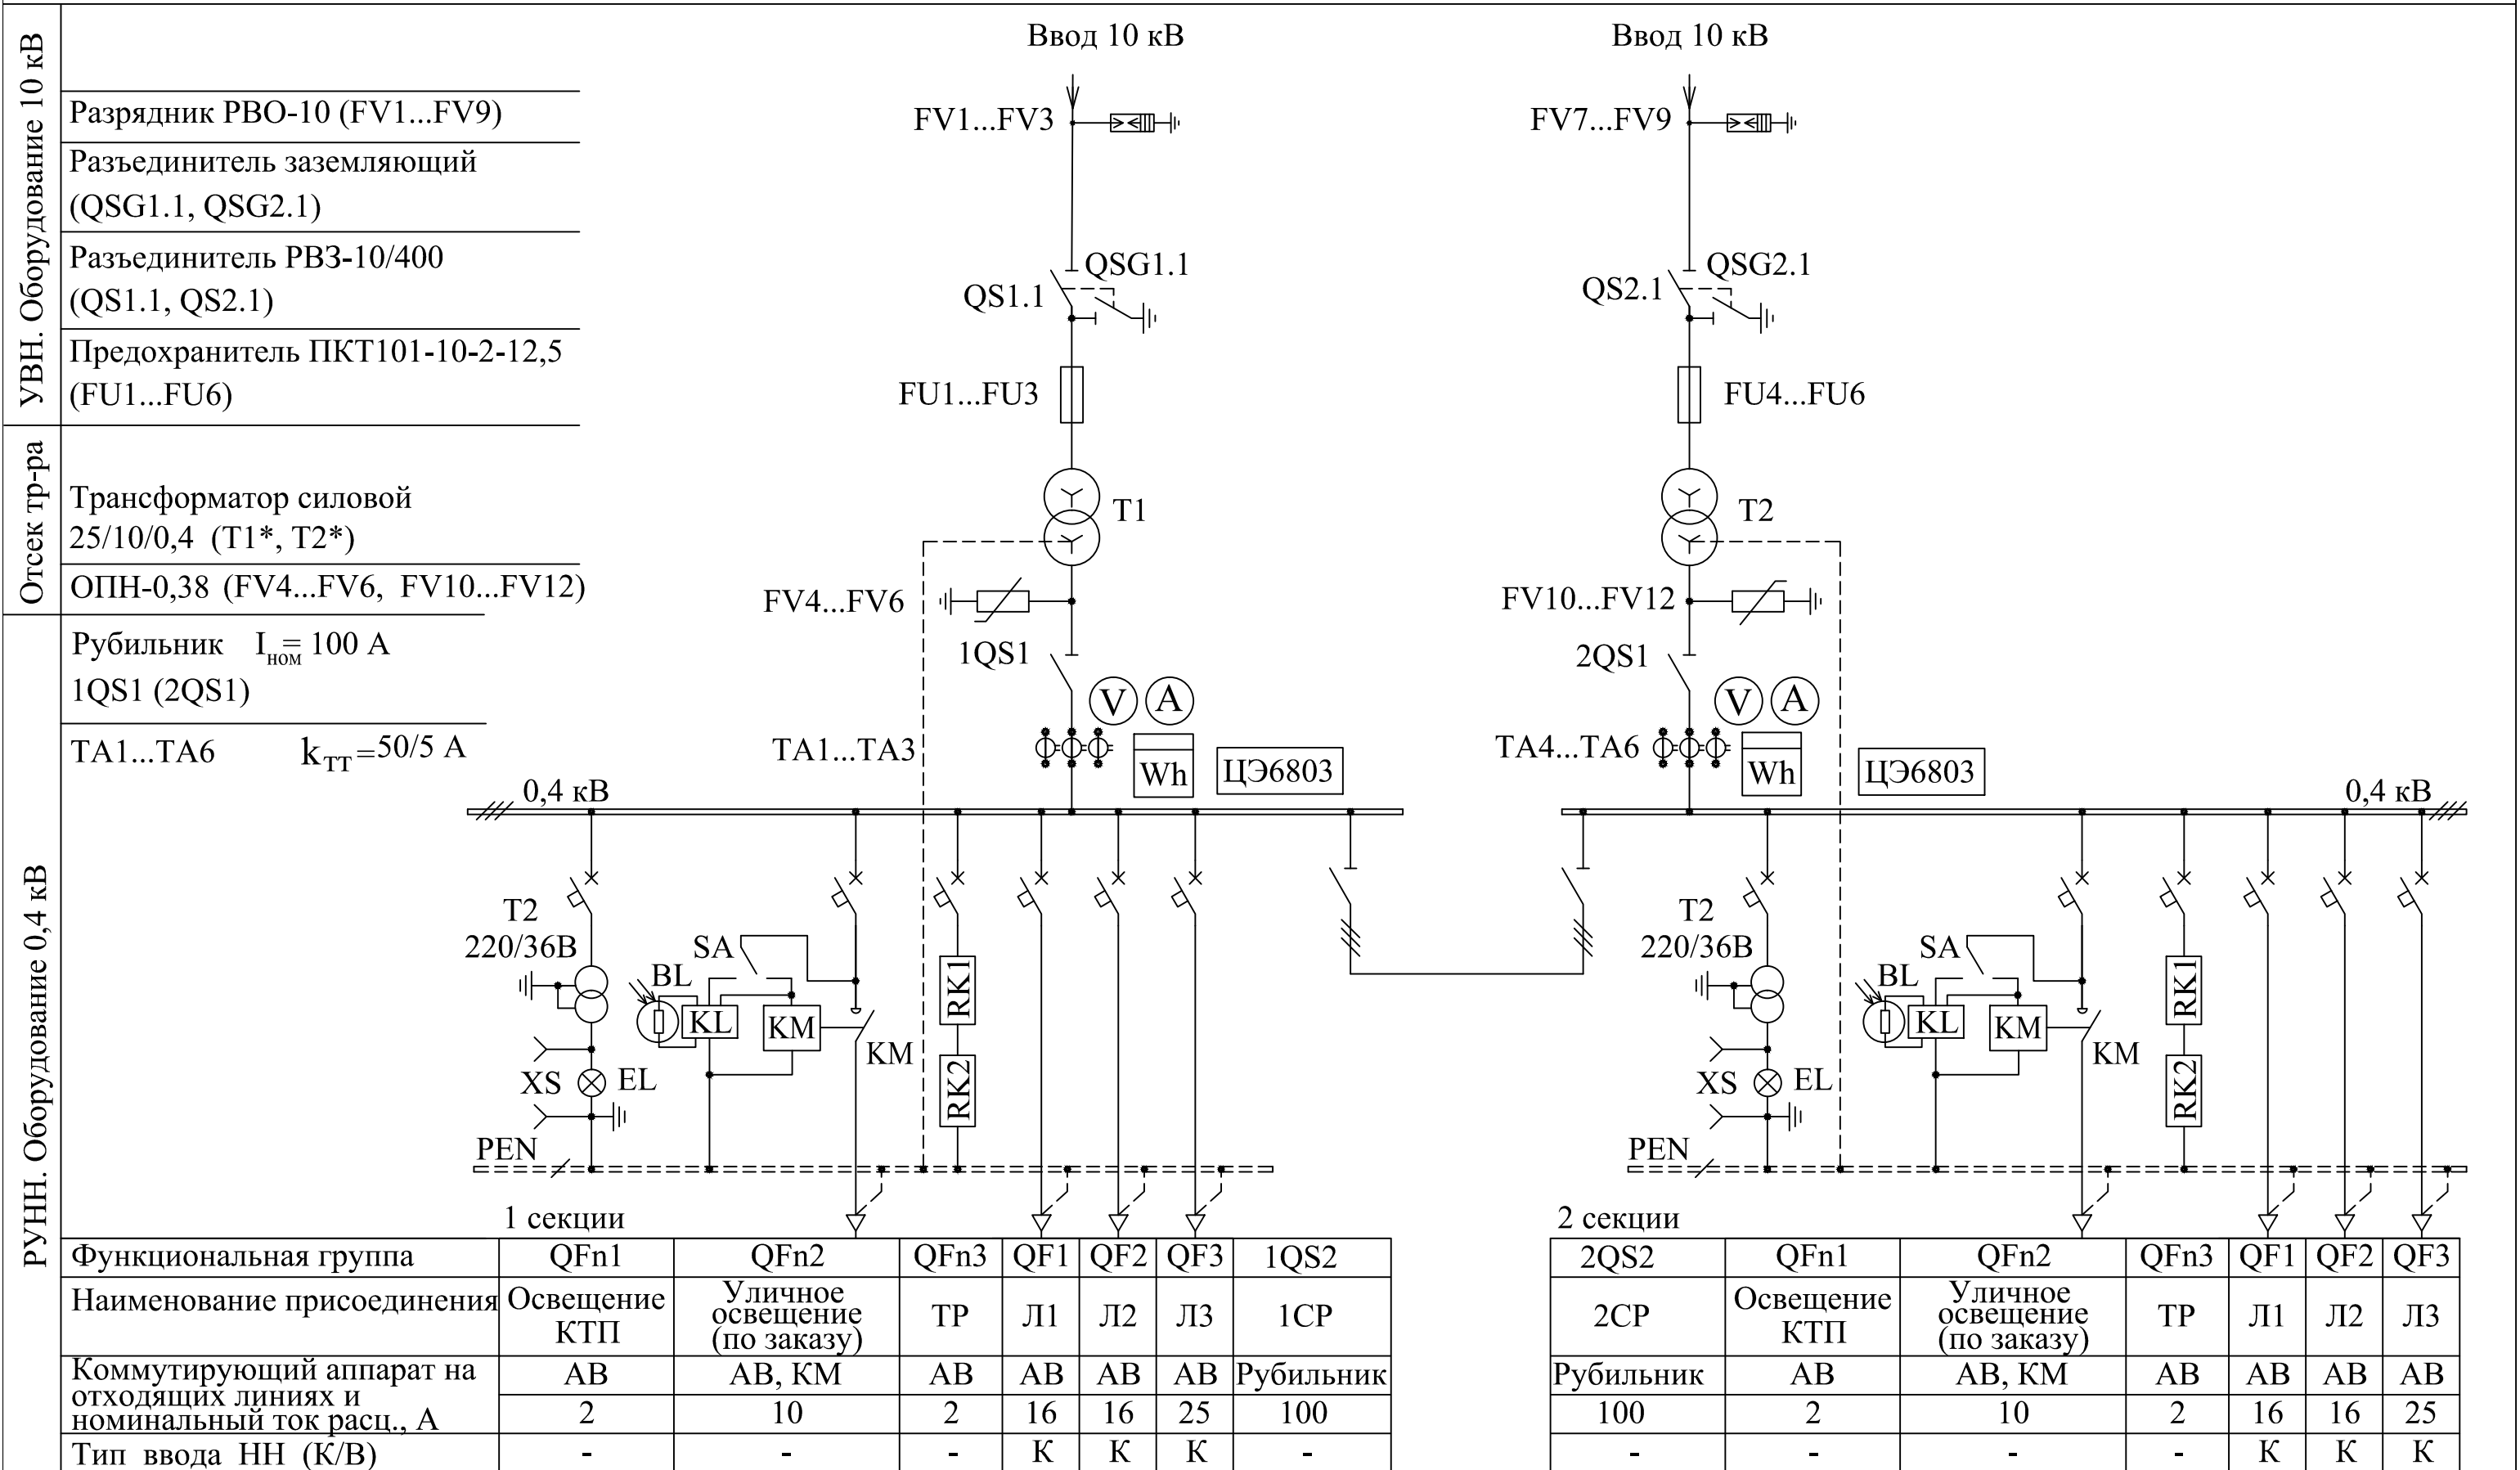 УВН. Оборудование 10 кВ
Разрядник РВО-10 (FV1...FV9)
Разъединитель заземляющий
(QSG1.1, QSG2.1)
Разъединитель РВЗ-10/400
(QS1.1, QS2.1)
Предохранитель ПКТ101-10-2-12,5
(FU1...FU6)
Отсек тр-ра
Трансформатор силовой
25/10/0,4 (Т1*, Т2*)
ОПН-0,38 (FV4...FV6, FV10...FV12)
РУНН. Оборудование 0,4 кВ
Рубильник Iном = 100 А
1QS1 (2QS1)
ТА1...ТА6 kТТ=50/5 А
Ввод 10 кВ
FV1...FV3
QSG1.1
QS1.1
FU1...FU3
Т1
FV4...FV6
1QS1
V A
ТА1...ТА3
Wh ЦЭ6803
0,4 кВ
Ввод 10 кВ
FV7...FV9
QSG2.1
QS2.1
FU4...FU6
Т2
FV10...FV12
2QS1
V A
ТА4...ТА6
Wh ЦЭ6803
0,4 кВ
Т2
220/36В
SA
BL
KL
KM
KM
RK1
RK2
XS
EL
PEN
1 секции
Т2
220/36В
SA
BL
KL
KM
KM
RK1
RK2
XS
EL
PEN
2 секции
Функциональная группа QFn1 QFn2 QFn3 QF1 QF2 QF3 1QS2 2QS2 QFn1 QFn2 QFn3 QF1 QF2 QF3
Наименование присоединения
Освещение
КТП
Уличное
освещение
(по заказу)
ТР Л1 Л2 Л3 1СР
2СР
Освещение
КТП
Уличное
освещение
(по заказу)
ТР Л1 Л2 Л3
Коммутирующий аппарат на
отходящих линиях и
номинальный ток расц., А
АВ АВ, КМ АВ АВ АВ АВ Рубильник Рубильник АВ АВ, КМ АВ АВ АВ АВ
2 10 2 16 16 25 100 100 2 10 2 16 16 25
Тип ввода НН (К/В) - - - К К К - - - - - К К К